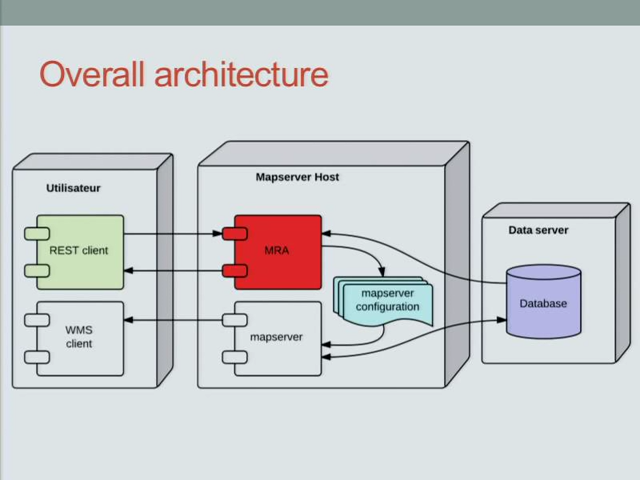 Overall architecture
Utilisateur
REST client
WMS
client
Mapserver Host
MRA
mapserver
configuration
mapserver
Data server
Database